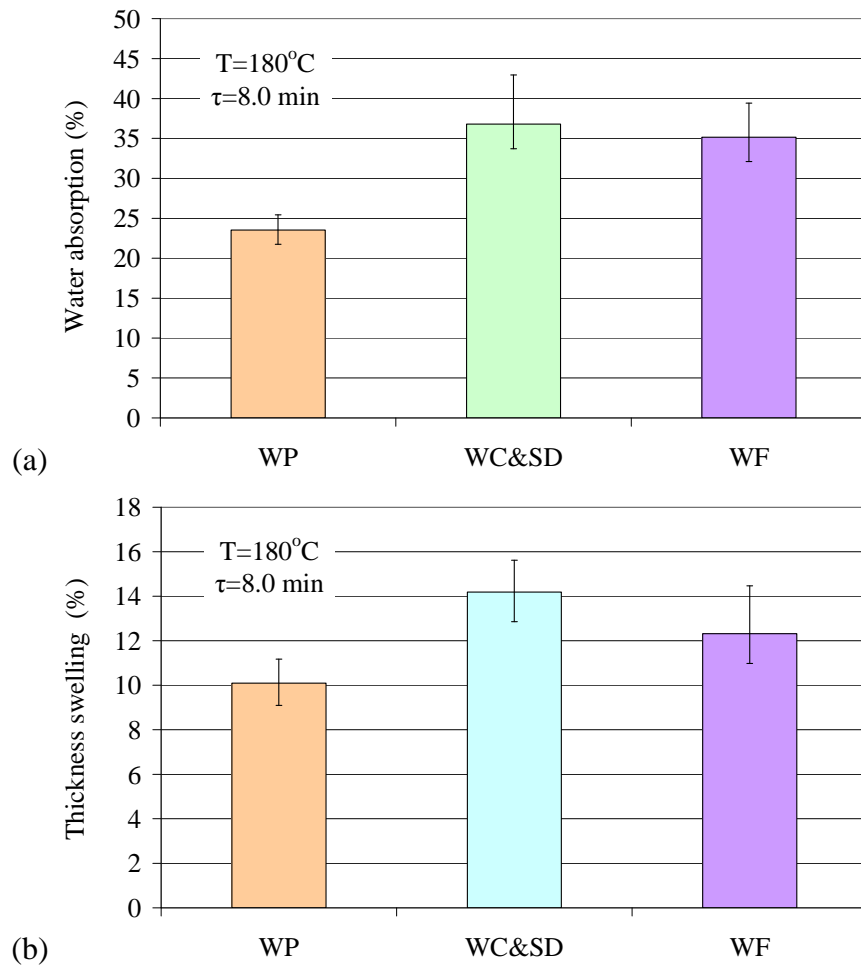 50
45
40
35
30
25
20
15
10
5
0
Water absorption (%)
T=180°C
τ=8.0 min
WP WC&SD WF
(a)
18
16
14
12
10
8
6
4
2
0
Thickness swelling (%)
T=180°C
τ=8.0 min
WP WC&SD WF
(b)